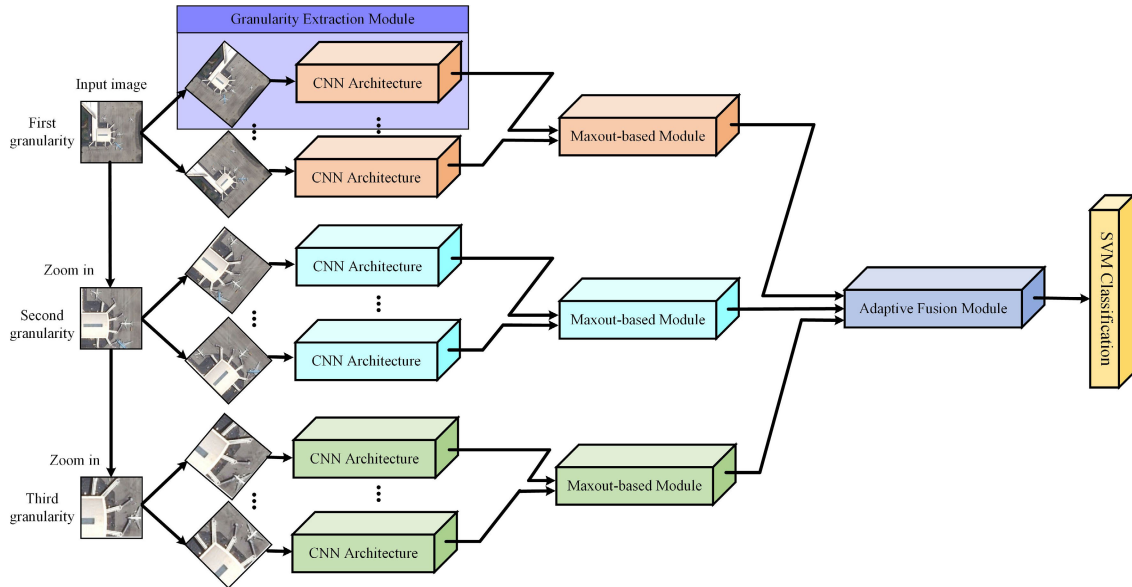 Granularity Extraction Module
Input image
CNN Architecture
First
granularity
Maxout-based Module
CNN Architecture
Zoom in
CNN Architecture
Second
granularity
Maxout-based Module
CNN Architecture
Adaptive Fusion Module
SVM Classification
Zoom in
CNN Architecture
Third
granularity
Maxout-based Module
CNN Architecture